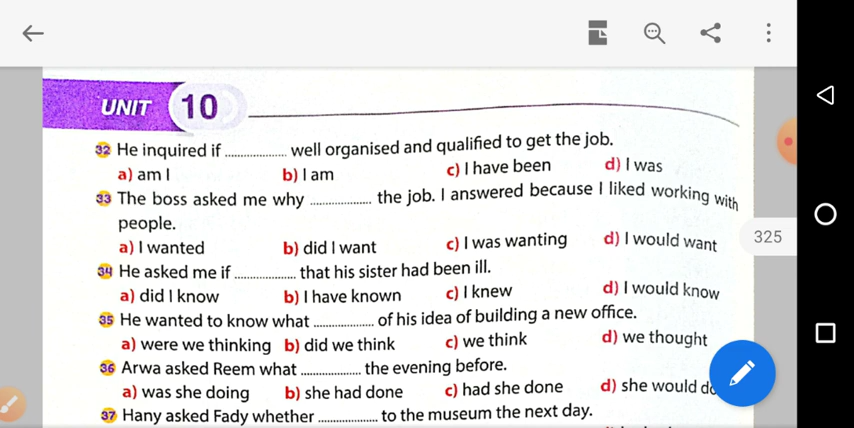 UNIT 10
32 He inquired if .................. well organised and qualified to get the job.
a) am I b) I am c) I have been d) I was
33 The boss asked me why .................. the job. I answered because I liked working with
people.
a) I wanted b) did I want c) I was wanting d) I would want
325
34 He asked me if .................. that his sister had been ill.
a) did I know b) I have known c) I knew d) I would know
35 He wanted to know what .................. of his idea of building a new office.
a) were we thinking b) did we think c) we think d) we thought
36 Arwa asked Reem what .................. the evening before.
a) was she doing b) she had done c) had she done d) she would
37 Hany asked Fady whether .................. to the museum the next day.